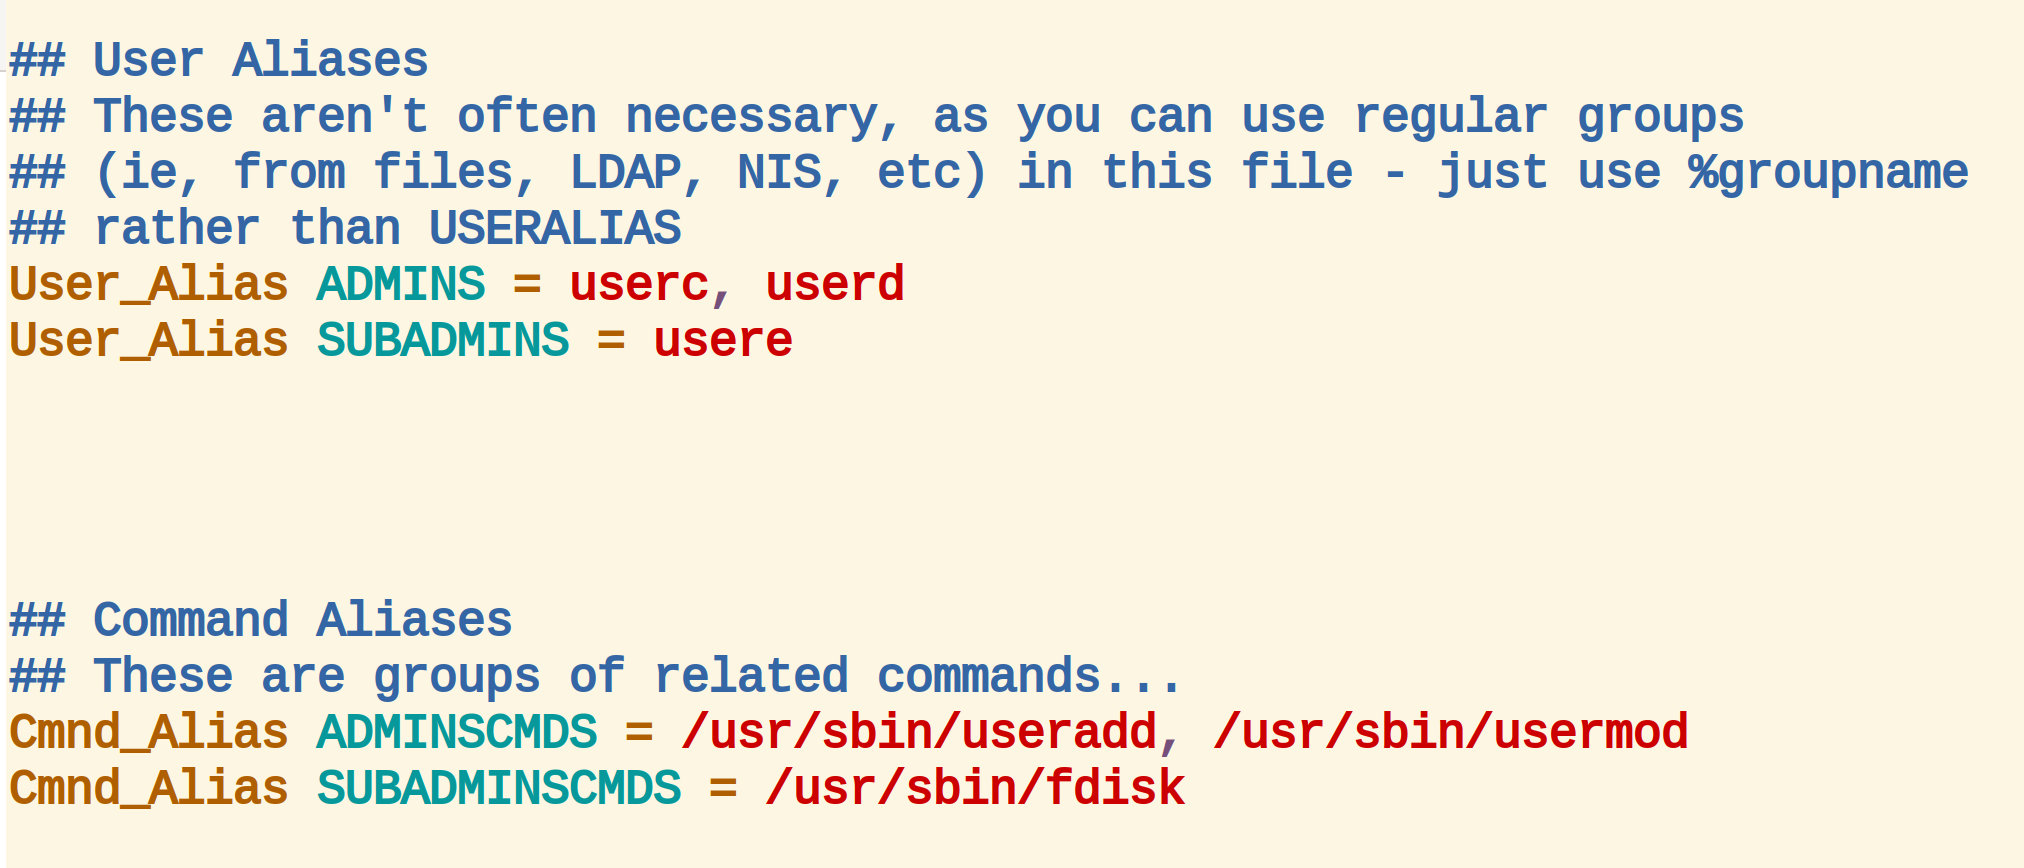 ## User Aliases
## These aren't often necessary, as you can use regular groups
## (ie, from files, LDAP, NIS, etc) in this file - just use %groupname
## rather than USERALIAS
User_Alias ADMINS = userc, userd
User_Alias SUBADMINS = usere
## Command Aliases
## These are groups of related commands...
Cmnd_Alias ADMINSCMDS = /usr/sbin/useradd, /usr/sbin/usermod
Cmnd_Alias SUBADMINSCMDS = /usr/sbin/fdisk